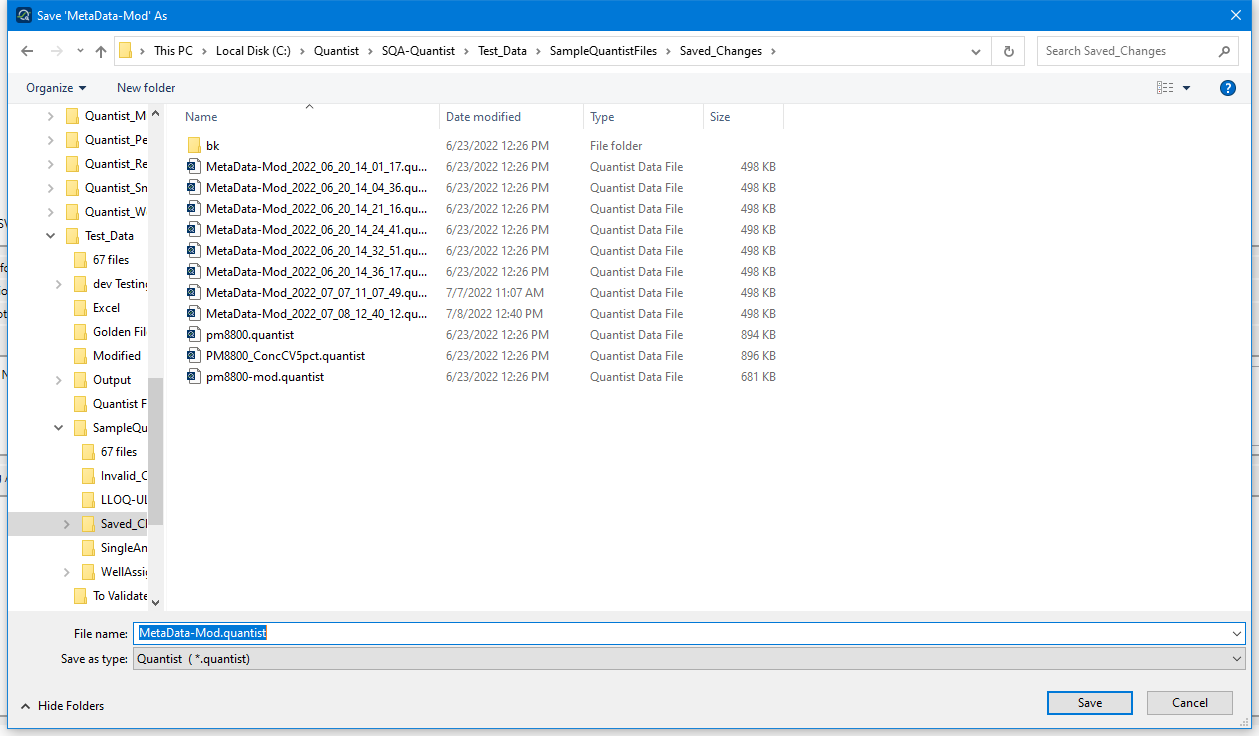 Save 'MetaData-Mod' As
This PC > Local Disk (C:) > Quantist > SQA-Quantist > Test_Data > SampleQuantistFiles > Saved_Changes >
Search Saved_Changes
Organize
New folder
Quantist_M
Quantist_Pe
Quantist_Re
Quantist_Sn
Quantist_W
Test_Data
67 files
dev Testing
Excel
Golden Fil
Modified
Output
Quantist F
SampleQu
67 files
Invalid_C
LLOQ-UL
Saved_Cl
SingleAn
WellAssig
To Validate
Name Date modified Type Size
bk 6/23/2022 12:26 PM File folder
MetaData-Mod_2022_06_20_14_01_17.qu... 6/23/2022 12:26 PM Quantist Data File 498 KB
MetaData-Mod_2022_06_20_14_04_36.qu... 6/23/2022 12:26 PM Quantist Data File 498 KB
MetaData-Mod_2022_06_20_14_21_16.qu... 6/23/2022 12:26 PM Quantist Data File 498 KB
MetaData-Mod_2022_06_20_14_24_41.qu... 6/23/2022 12:26 PM Quantist Data File 498 KB
MetaData-Mod_2022_06_20_14_32_51.qu... 6/23/2022 12:26 PM Quantist Data File 498 KB
MetaData-Mod_2022_06_20_14_36_17.qu... 6/23/2022 12:26 PM Quantist Data File 498 KB
MetaData-Mod_2022_07_07_11_07_49.qu... 7/7/2022 11:07 AM Quantist Data File 498 KB
MetaData-Mod_2022_07_08_12_40_12.qu... 7/8/2022 12:40 PM Quantist Data File 498 KB
pm8800.quantist 6/23/2022 12:26 PM Quantist Data File 894 KB
PM8800_ConcCV5pct.quantist 6/23/2022 12:26 PM Quantist Data File 896 KB
pm8800-mod.quantist 6/23/2022 12:26 PM Quantist Data File 681 KB
File name: MetaData-Mod.quantist
Save as type: Quantist ( *.quantist)
Hide Folders
Save
Cancel